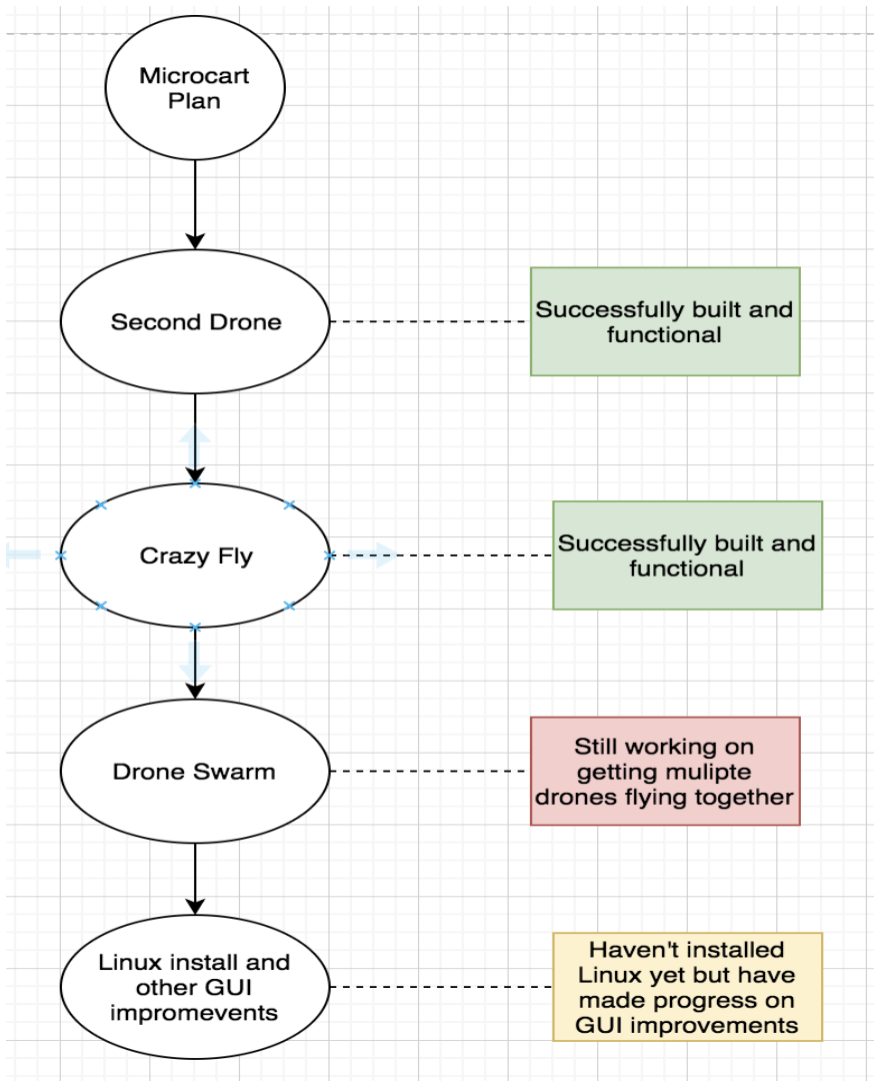 Microcart
Plan
Second Drone
Successfully built and
functional
Crazy Fly
Successfully built and
functional
Drone Swarm
Still working on
getting mulipte
drones flying together
Linux install and
other GUI
impromevents
Haven't installed
Linux yet but have
made progress on
GUI improvements